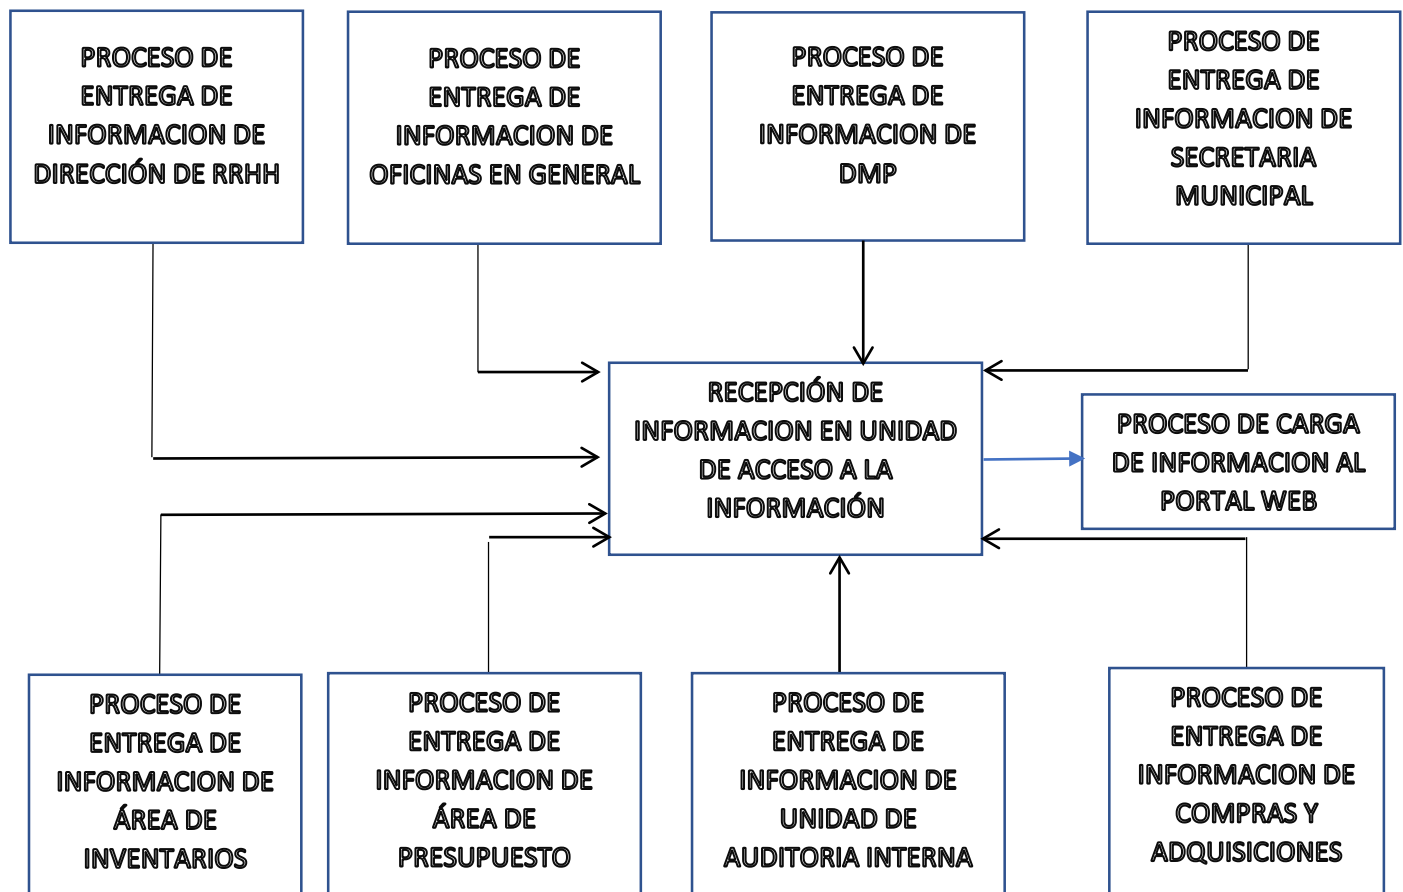 PROCESO DE
ENTREGA DE
INFORMACION DE
DIRECCIÓN DE RRHH
PROCESO DE
ENTREGA DE
INFORMACION DE
OFICINAS EN GENERAL
PROCESO DE
ENTREGA DE
INFORMACION DE
DMP
PROCESO DE
ENTREGA DE
INFORMACION DE
SECRETARIA
MUNICIPAL
RECEPCIÓN DE
INFORMACION EN UNIDAD
DE ACCESO A LA
INFORMACIÓN
PROCESO DE CARGA
DE INFORMACION AL
PORTAL WEB
PROCESO DE
ENTREGA DE
INFORMACION DE
ÁREA DE
INVENTARIOS
PROCESO DE
ENTREGA DE
INFORMACION DE
ÁREA DE
PRESUPUESTO
PROCESO DE
ENTREGA DE
INFORMACION DE
UNIDAD DE
AUDITORIA INTERNA
PROCESO DE
ENTREGA DE
INFORMACION DE
COMPRAS Y
ADQUISICIONES